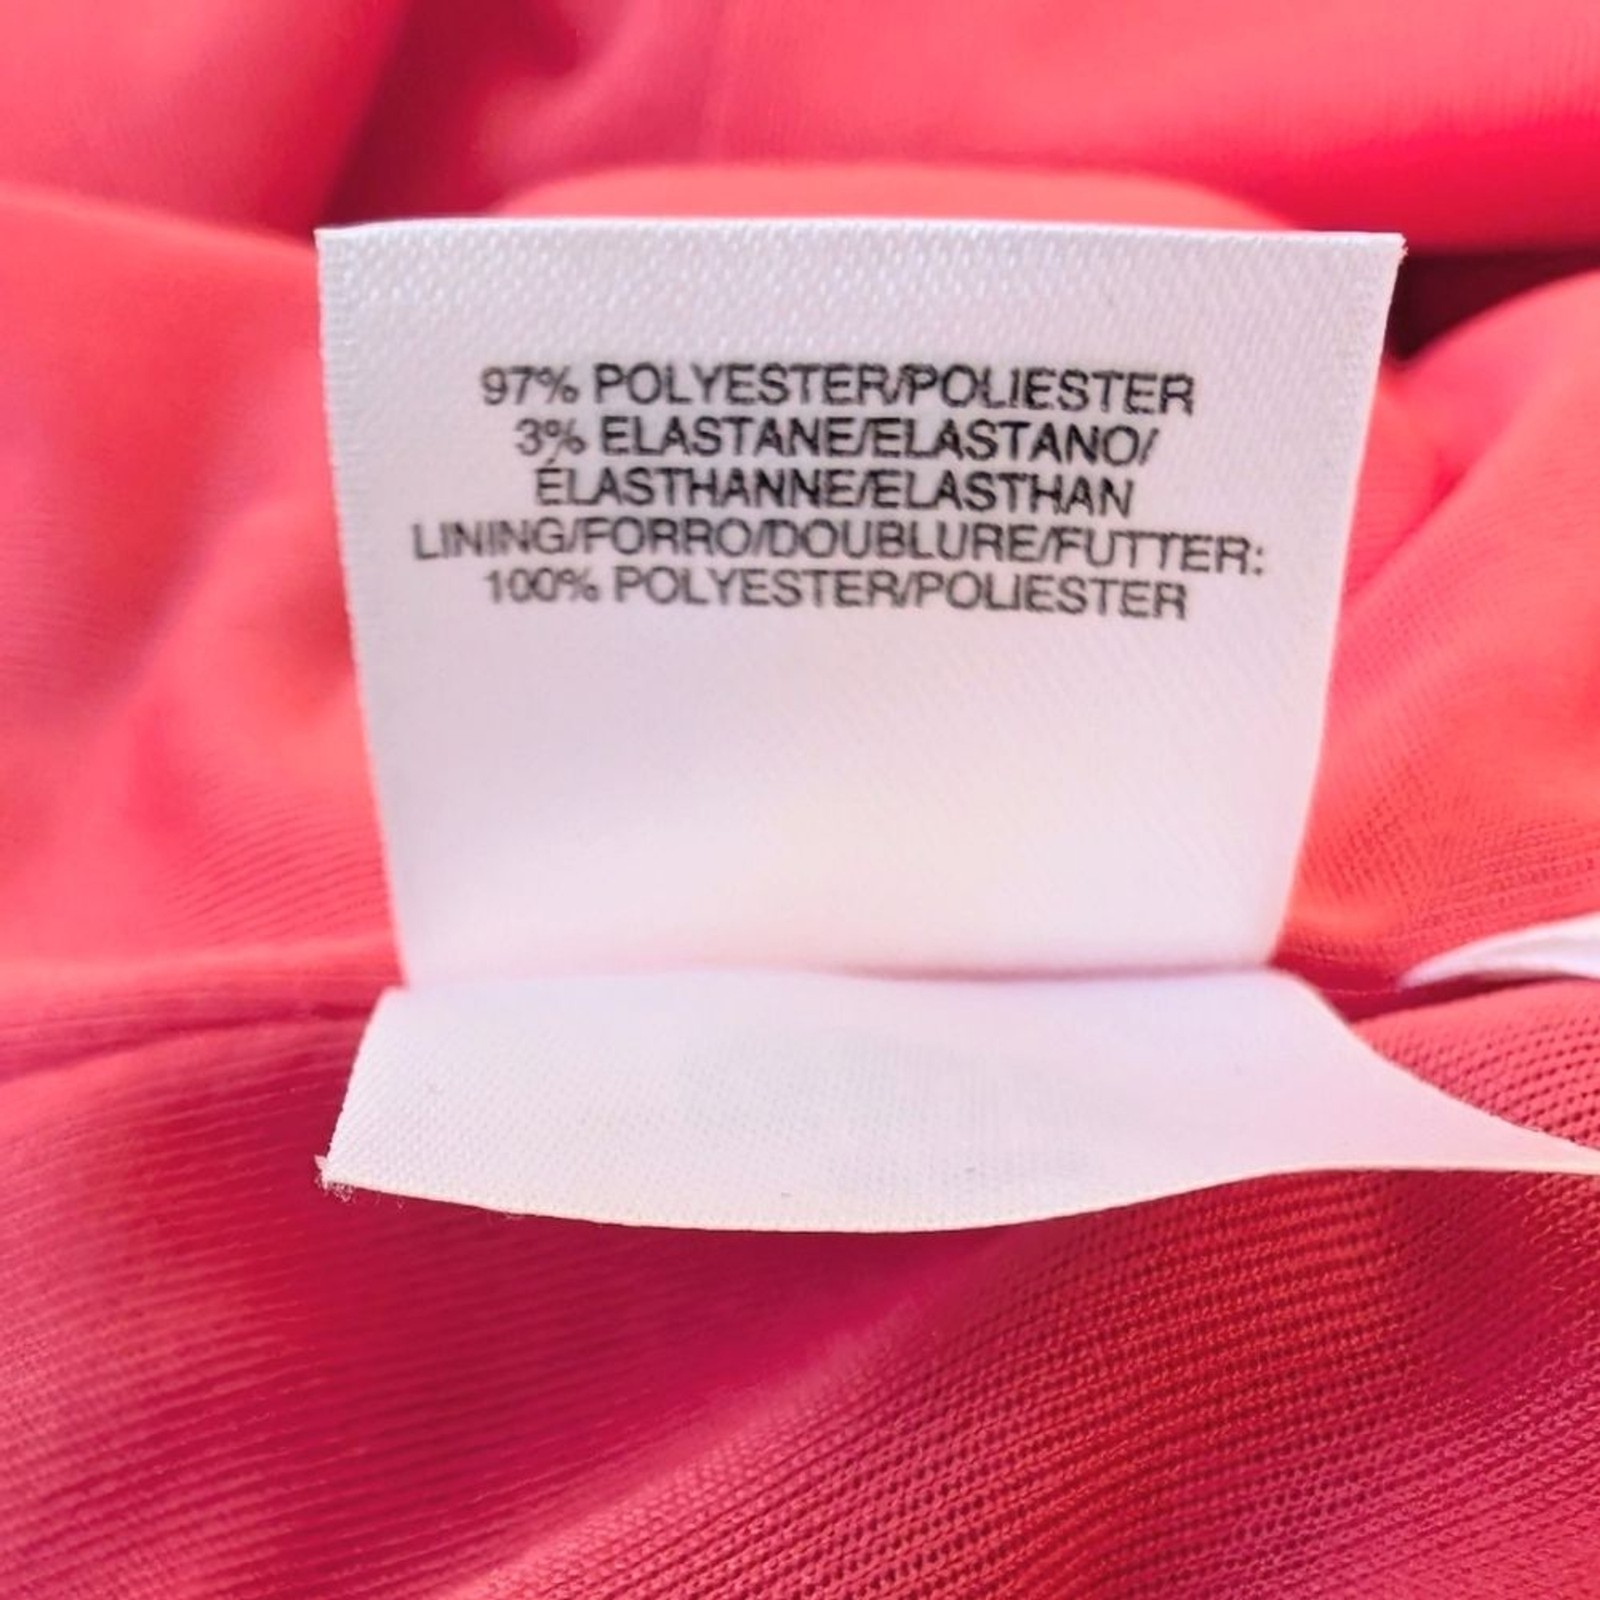 97% POLYESTER/POLIESTER
3% ELASTANE/ELASTANO/
ÉLASTHANNE/ELASTHAN
LINING/FORRO/DOUBLURE/FUTTER:
100% POLYESTER/POLIESTER